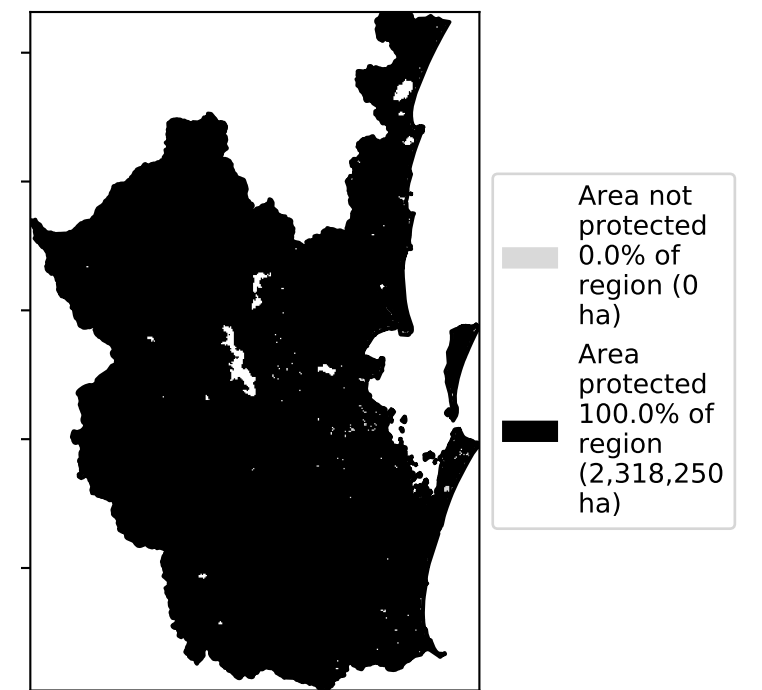 Area not
protected
0.0% of
region (0
ha)
Area
protected
100.0% of
region
(2,318,250
ha)